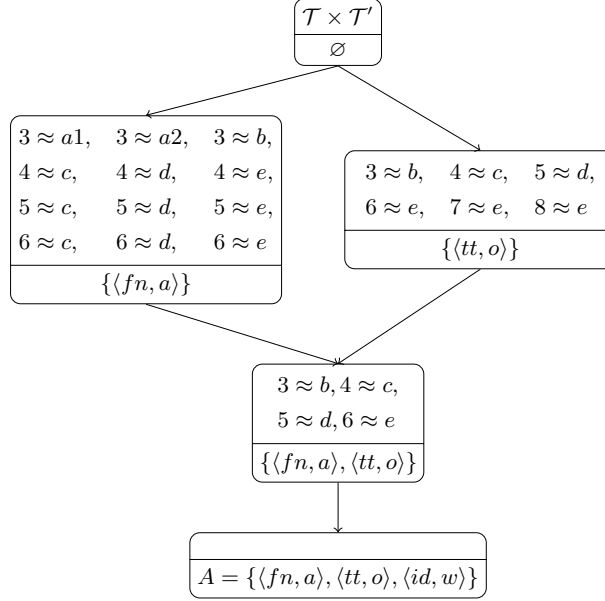 𝒯 × 𝒯′
∅
3 ≈ a1, 3 ≈ a2, 3 ≈ b,
4 ≈ c, 4 ≈ d, 4 ≈ e,
5 ≈ c, 5 ≈ d, 5 ≈ e,
6 ≈ c, 6 ≈ d, 6 ≈ e
{⟨fn, a⟩}
3 ≈ b, 4 ≈ c, 5 ≈ d,
6 ≈ e, 7 ≈ e, 8 ≈ e
{⟨tt, o⟩}
3 ≈ b, 4 ≈ c,
5 ≈ d, 6 ≈ e
{⟨fn, a⟩, ⟨tt, o⟩}
A = {⟨fn, a⟩, ⟨tt, o⟩, ⟨id, w⟩}